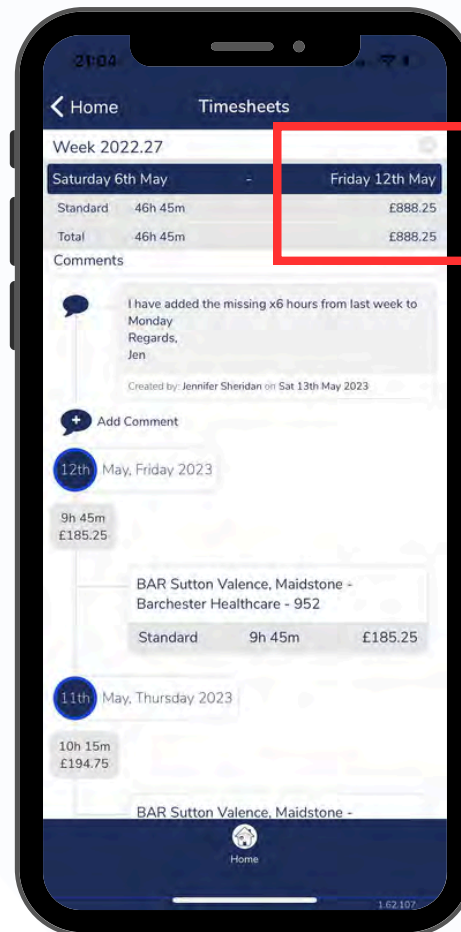 21:04
Home Timesheets
Week 2022.27
Saturday 6th May - Friday 12th May
Standard 46h 45m £888.25
Total 46h 45m £888.25
Comments
I have added the missing x6 hours from last week to
Monday
Regards,
Jen
Created by: Jennifer Sheridan on Sat 13th May 2023
Add Comment
12th May, Friday 2023
9h 45m
£185.25
BAR Sutton Valence, Maidstone -
Barchester Healthcare - 952
Standard 9h 45m £185.25
11th May, Thursday 2023
10h 15m
£194.75
BAR Sutton Valence, Maidstone -
Home
1.62.107